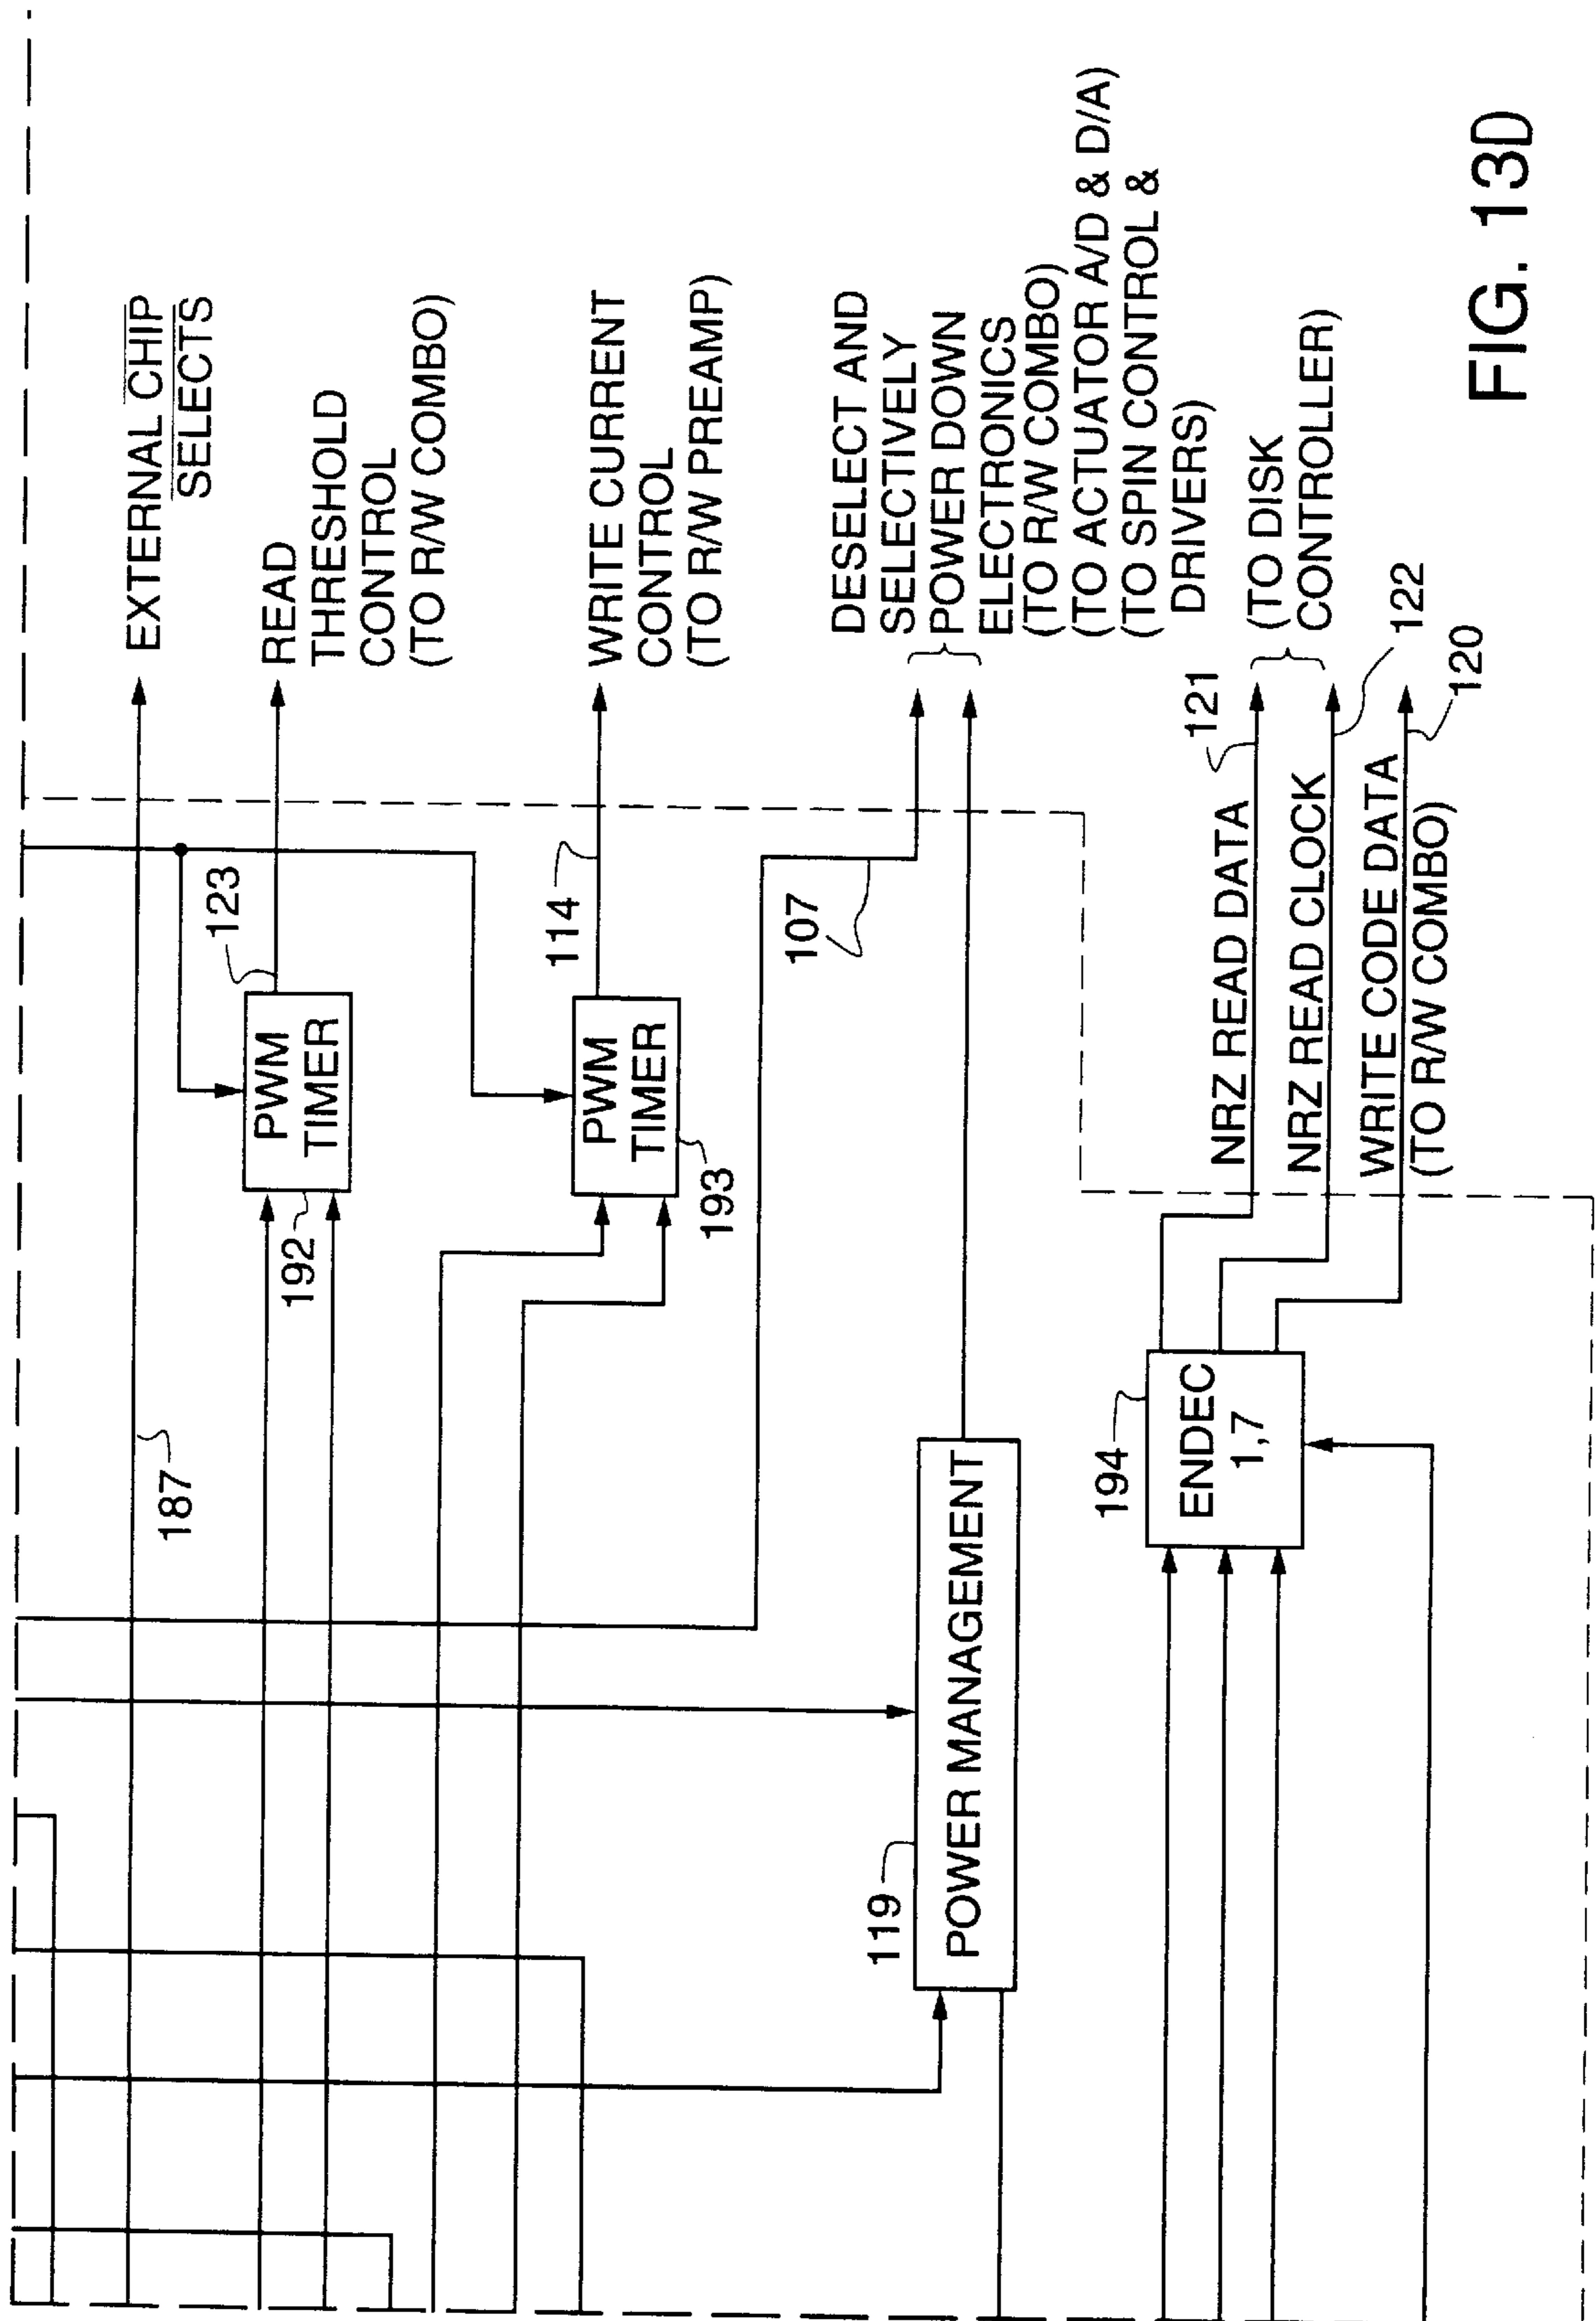 EXTERNAL CHIP
SELECTS
187
READ
THRESHOLD
CONTROL
(TO R/W COMBO)
123
PWM
TIMER
192
WRITE CURRENT
CONTROL
(TO R/W PREAMP)
114
PWM
TIMER
193
DESELECT AND
SELECTIVELY
POWER DOWN
ELECTRONICS
(TO R/W COMBO)
(TO ACTUATOR A/D & D/A)
(TO SPIN CONTROL &
DRIVERS)
107
119
POWER MANAGEMENT
194
ENDEC
1,7
NRZ READ DATA
121
(TO DISK
CONTROLLER)
NRZ READ CLOCK
122
WRITE CODE DATA
(TO R/W COMBO)
120
FIG. 13D